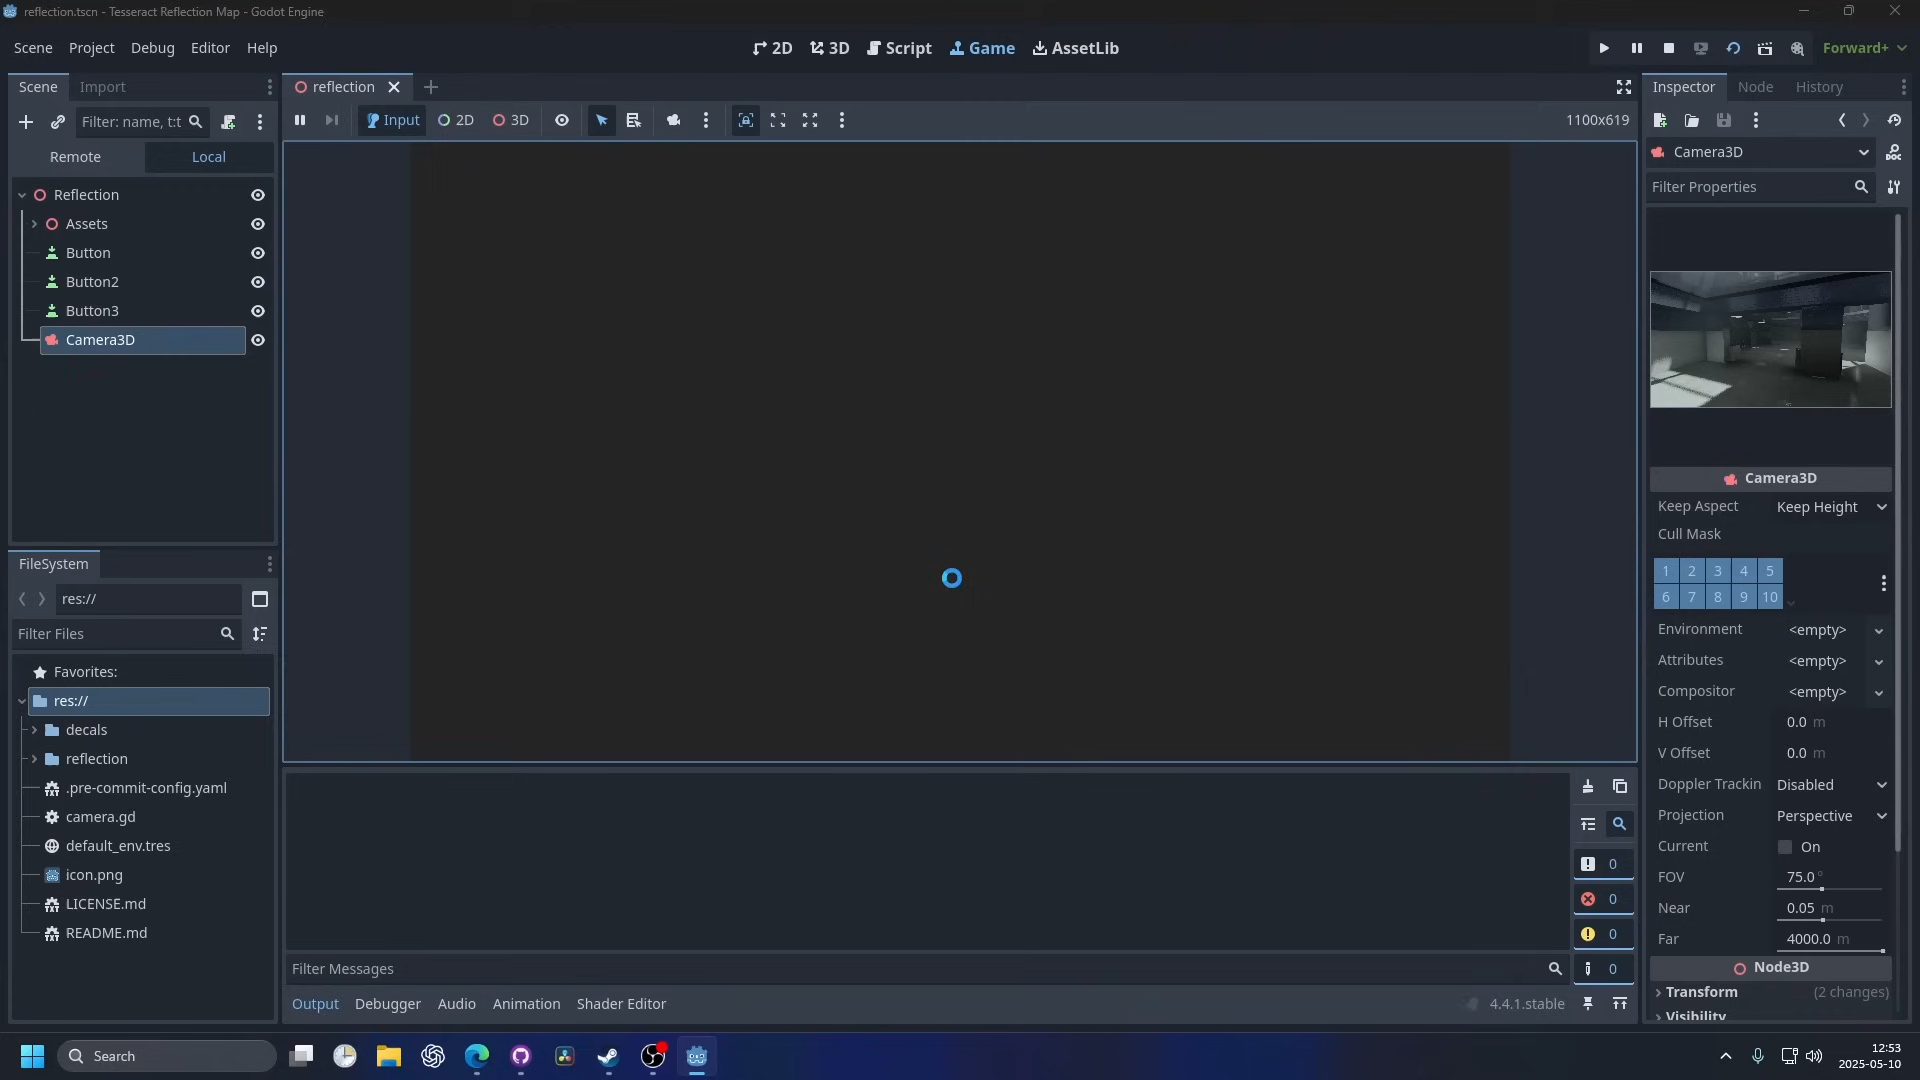 reflection.tscn - Tesseract Reflection Map - Godot Engine
Scene Project Debug Editor Help
2D 3D Script Game AssetLib
Forward+
Scene Import
reflection
Inspector Node History
Filter: name, t:t
Input 2D 3D
1100x619
Remote Local
Camera3D
DOC
Filter Properties
Reflection
Assets
Button
Button2
Button3
Camera3D
Camera3D
Keep Aspect Keep Height
Cull Mask
1 2 3 4 5
6 7 8 9 10
Environment <empty>
Attributes <empty>
Compositor <empty>
H Offset 0.0 m
V Offset 0.0 m
Doppler Trackin Disabled
Projection Perspective
Current On
FOV 75.0 °
Near 0.05 m
Far 4000.0 m
Node3D
Transform (2 changes)
Visibility
FileSystem
res://
Filter Files
Favorites:
res://
decals
reflection
.pre-commit-config.yaml
camera.gd
default_env.tres
icon.png
LICENSE.md
README.md
0
0
0
0
Filter Messages
Output Debugger Audio Animation Shader Editor
4.4.1.stable
Search
12:53
2025-05-10